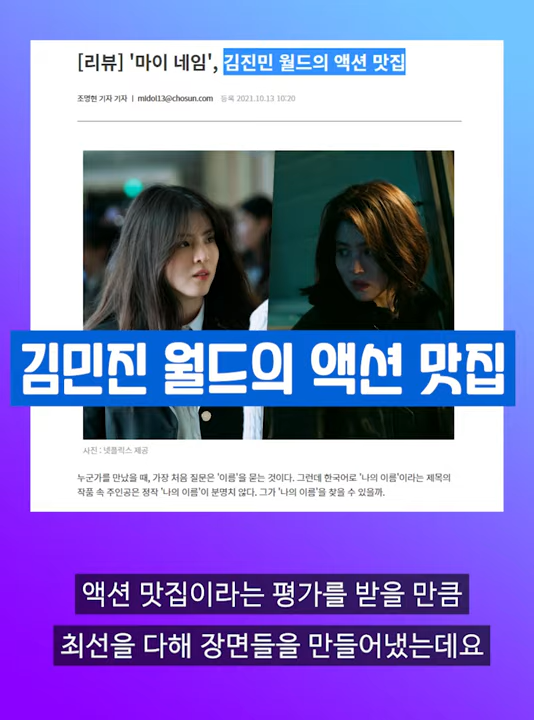 [리뷰] '마이 네임', 김진민 월드의 액션 맛집
조명현 기자 기자 | midol13@chosun.com 등록 2021.10.13 10:20
김민진 월드의 액션 맛집
사진 : 넷플릭스 제공
누군가를 만났을 때, 가장 처음 질문은 '이름'을 묻는 것이다. 그런데 한국어로 '나의 이름'이라는 제목의
작품 속 주인공은 정작 '나의 이름'이 분명치 않다. 그가 '나의 이름'을 찾을 수 있을까.
액션 맛집이라는 평가를 받을 만큼
최선을 다해 장면들을 만들어냈는데요